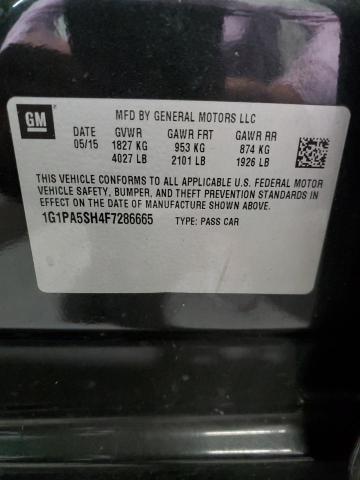 GM
MFD BY GENERAL MOTORS LLC
DATE GVWR GAWR FRT GAWR RR
05/15 1827 KG 953 KG 874 KG
4027 LB 2101 LB 1926 LB
THIS VEHICLE CONFORMS TO ALL APPLICABLE U.S. FEDERAL MOTOR
VEHICLE SAFETY, BUMPER, AND THEFT PREVENTION STANDARDS IN
EFFECT ON THE DATE OF MANUFACTURE SHOWN ABOVE.
1G1PA5SH4F7286665 TYPE: PASS CAR